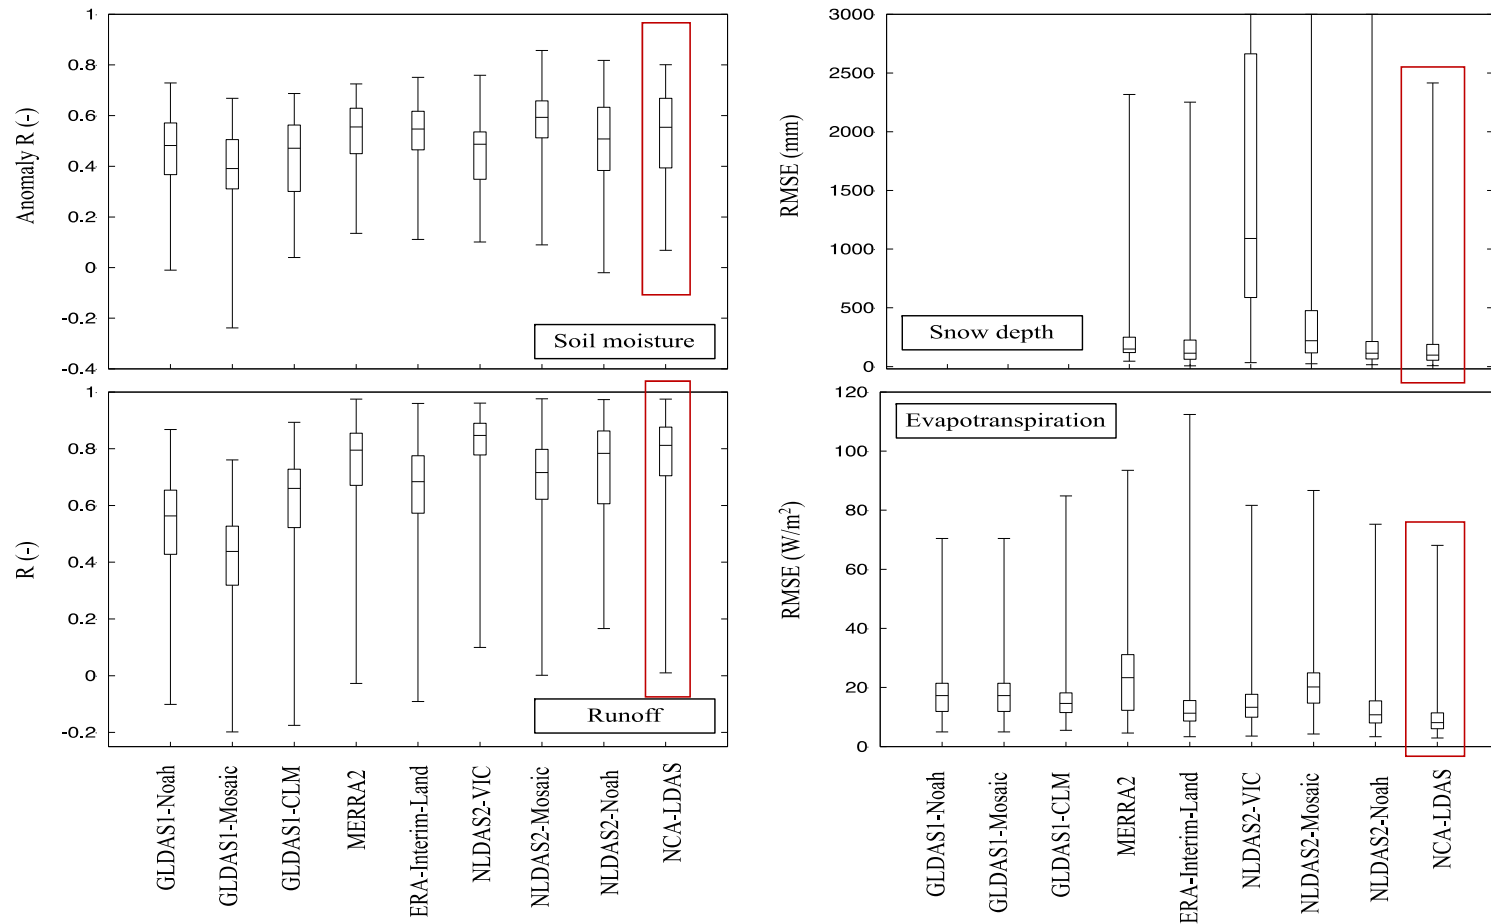 Anomaly R (-)
1
0.8
0.6
0.4
0.2
0
-0.2
-0.4
Soil moisture
RMSE (mm)
3000
2500
2000
1500
1000
500
0
Snow depth
R (-)
1
0.8
0.6
0.4
0.2
0
-0.2
Runoff
GLDAS1-Noah
GLDAS1-Mosaic
GLDAS1-CLM
MERRA2
ERA-Interim-Land
NLDAS2-VIC
NLDAS2-Mosaic
NLDAS2-Noah
NCA-LDAS
RMSE (W/m²)
120
100
80
60
40
20
0
Evapotranspiration
GLDAS1-Noah
GLDAS1-Mosaic
GLDAS1-CLM
MERRA2
ERA-Interim-Land
NLDAS2-VIC
NLDAS2-Mosaic
NLDAS2-Noah
NCA-LDAS